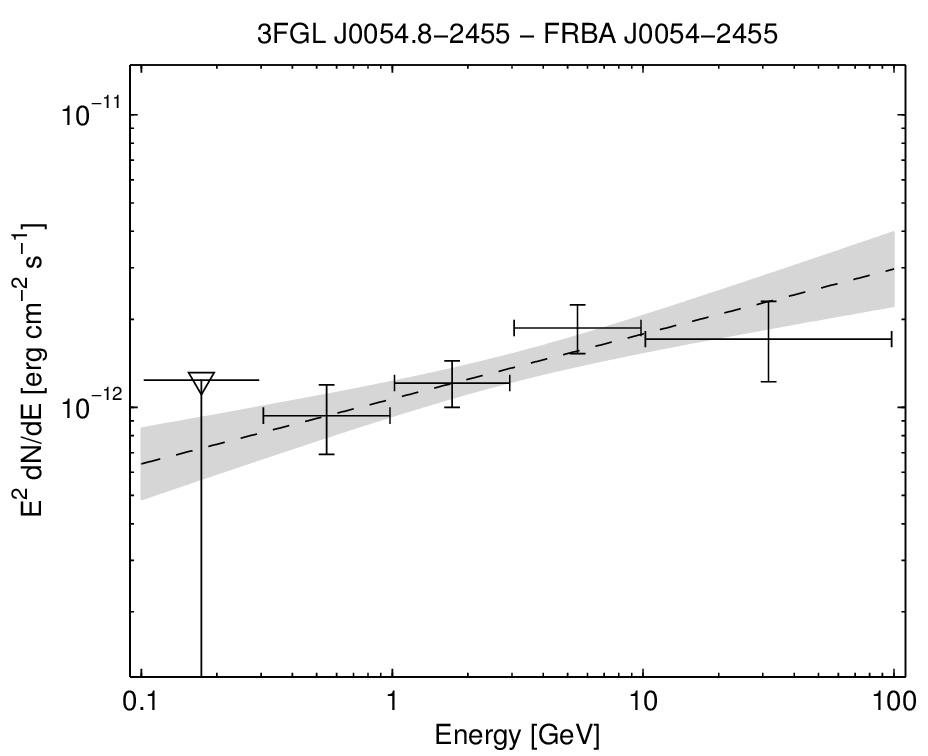 3FGL J0054.8−2455 − FRBA J0054−2455
E² dN/dE [erg cm⁻² s⁻¹]
10⁻¹¹
10⁻¹²
0.1 1 10 100
Energy [GeV]